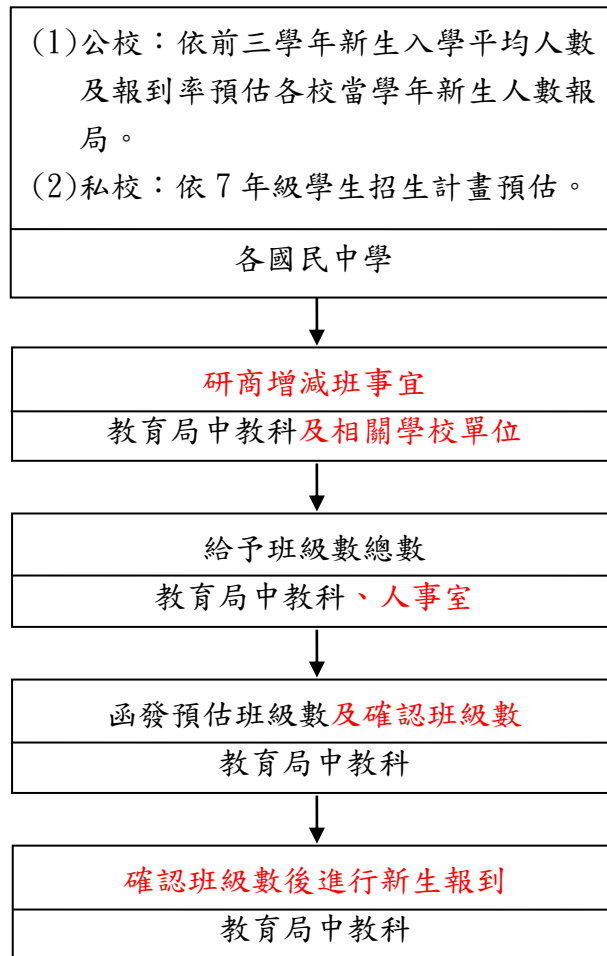 (1)公校：依前三學年新生入學平均人數
及報到率預估各校當學年新生人數報
局。
(2)私校：依7年級學生招生計畫預估。
各國民中學
研商增減班事宜
教育局中教科及相關學校單位
給予班級數總數
教育局中教科、人事室
函發預估班級數及確認班級數
教育局中教科
確認班級數後進行新生報到
教育局中教科